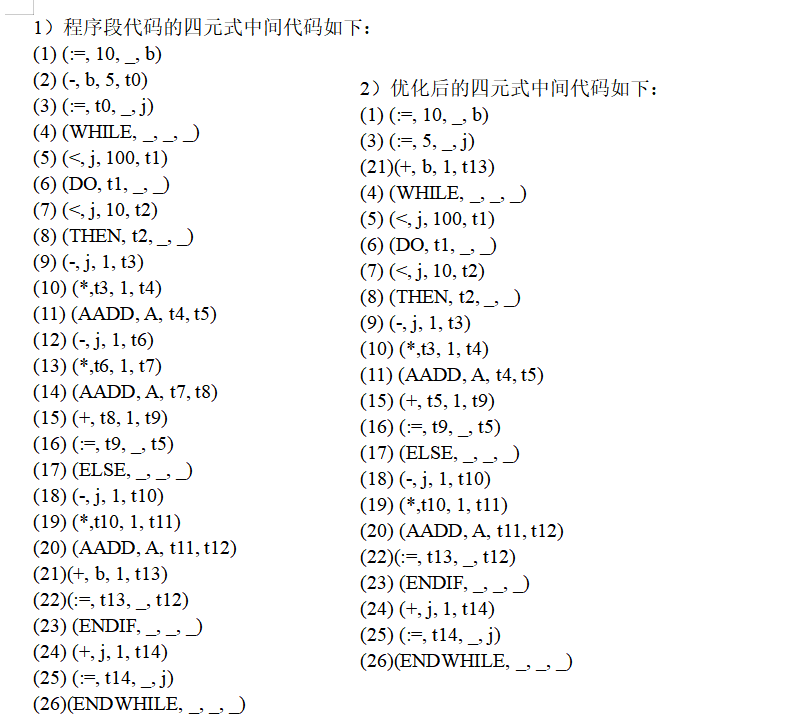 1）程序段代码的四元式中间代码如下：
(1) (:=, 10, _, b)
(2) (-, b, 5, t0)
(3) (:=, t0, _, j)
(4) (WHILE, _, _, _)
(5) (<, j, 100, t1)
(6) (DO, t1, _, _)
(7) (<, j, 10, t2)
(8) (THEN, t2, _, _)
(9) (-, j, 1, t3)
(10) (*,t3, 1, t4)
(11) (AADD, A, t4, t5)
(12) (-, j, 1, t6)
(13) (*,t6, 1, t7)
(14) (AADD, A, t7, t8)
(15) (+, t8, 1, t9)
(16) (:=, t9, _, t5)
(17) (ELSE, _, _, _)
(18) (-, j, 1, t10)
(19) (*,t10, 1, t11)
(20) (AADD, A, t11, t12)
(21)(+, b, 1, t13)
(22)(:=, t13, _, t12)
(23) (ENDIF, _, _, _)
(24) (+, j, 1, t14)
(25) (:=, t14, _, j)
(26)(ENDWHILE, _, _, _)
2）优化后的四元式中间代码如下：
(1) (:=, 10, _, b)
(3) (:=, 5, _, j)
(21)(+, b, 1, t13)
(4) (WHILE, _, _, _)
(5) (<, j, 100, t1)
(6) (DO, t1, _, _)
(7) (<, j, 10, t2)
(8) (THEN, t2, _, _)
(9) (-, j, 1, t3)
(10) (*,t3, 1, t4)
(11) (AADD, A, t4, t5)
(15) (+, t5, 1, t9)
(16) (:=, t9, _, t5)
(17) (ELSE, _, _, _)
(18) (-, j, 1, t10)
(19) (*,t10, 1, t11)
(20) (AADD, A, t11, t12)
(22)(:=, t13, _, t12)
(23) (ENDIF, _, _, _)
(24) (+, j, 1, t14)
(25) (:=, t14, _, j)
(26)(ENDWHILE, _, _, _)